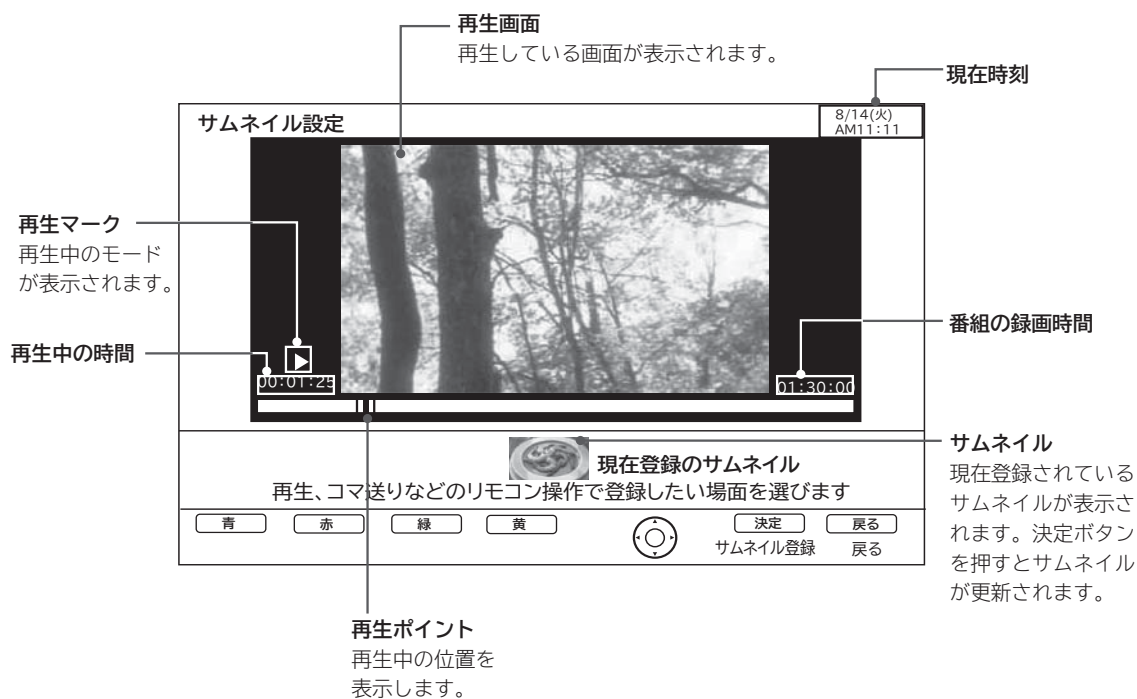 再生画面
再生している画面が表示されます。
現在時刻
サムネイル設定
8/14(火)
AM11:11
再生マーク
再生中のモード
が表示されます。
再生中の時間
00:01:25
01:30:00
番組の録画時間
現在登録のサムネイル
再生、コマ送りなどのリモコン操作で登録したい場面を選びます
青 赤 緑 黄 決定 戻る
サムネイル登録 戻る
サムネイル
現在登録されている
サムネイルが表示さ
れます。決定ボタン
を押すとサムネイル
が更新されます。
再生ポイント
再生中の位置を
表示します。